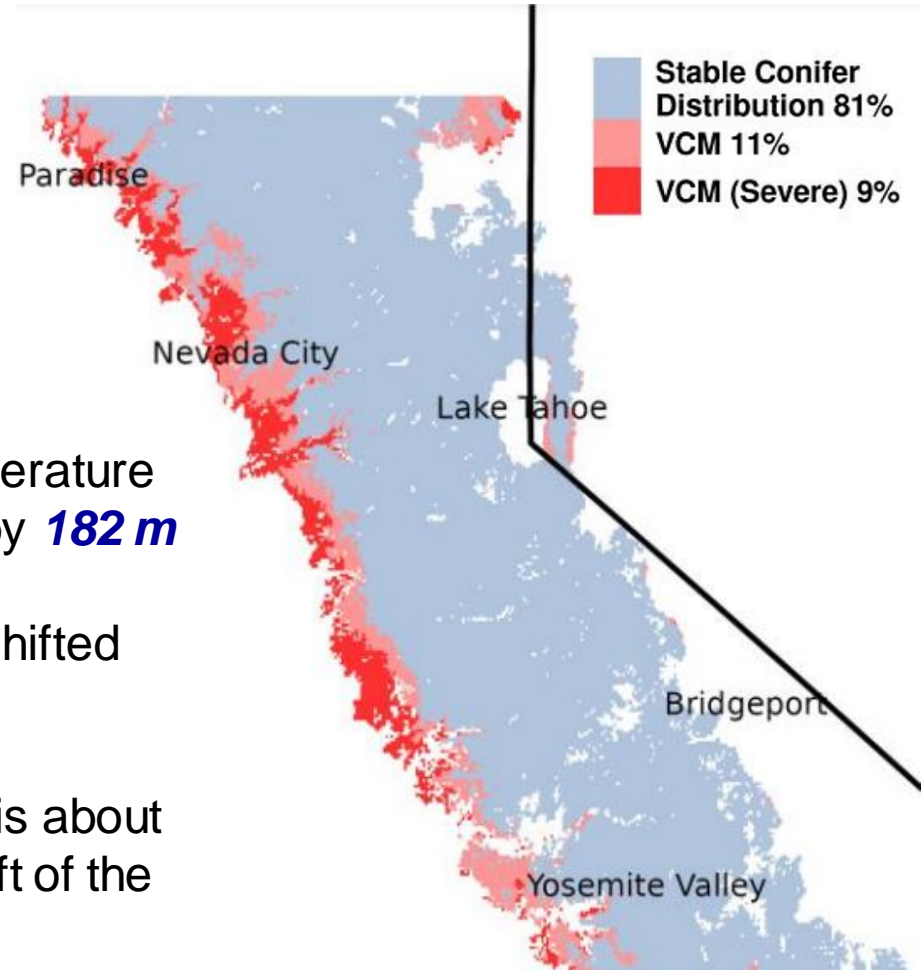 Stable Conifer
Distribution 81%
VCM 11%
VCM (Severe) 9%
Paradise
Nevada City
Lake Tahoe
erature
by 182 m
hifted
Bridgeport
is about
ft of the
Yosemite Valley